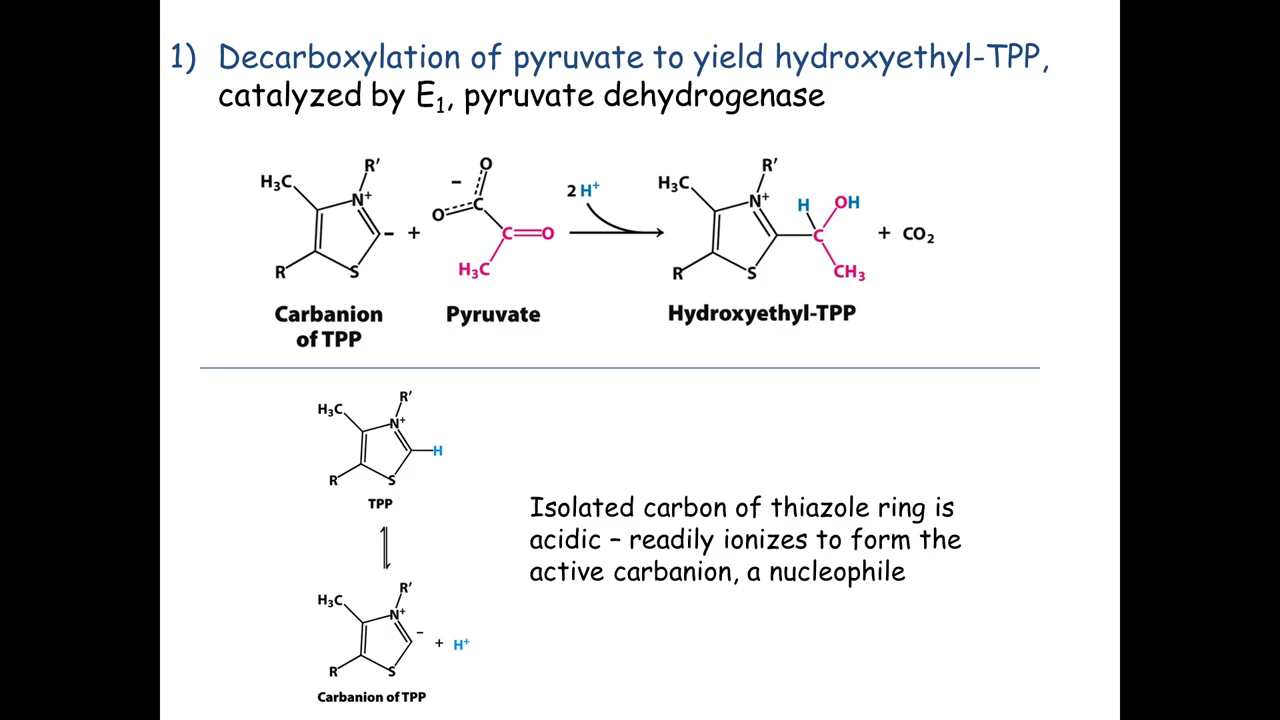 1) Decarboxylation of pyruvate to yield hydroxyethyl-TPP,
catalyzed by E₁, pyruvate dehydrogenase
R′
H₃C
N⁺
-
R
S
+
O
-
O
C
C
O
H₃C
2 H⁺
R′
H₃C
N⁺
H
OH
C
R
S
CH₃
+ CO₂
Carbanion
of TPP
Pyruvate
Hydroxyethyl-TPP
R′
H₃C
N⁺
H
R
S
TPP
Isolated carbon of thiazole ring is
acidic – readily ionizes to form the
active carbanion, a nucleophile
R′
H₃C
N⁺
–
+ H⁺
R
S
Carbanion of TPP